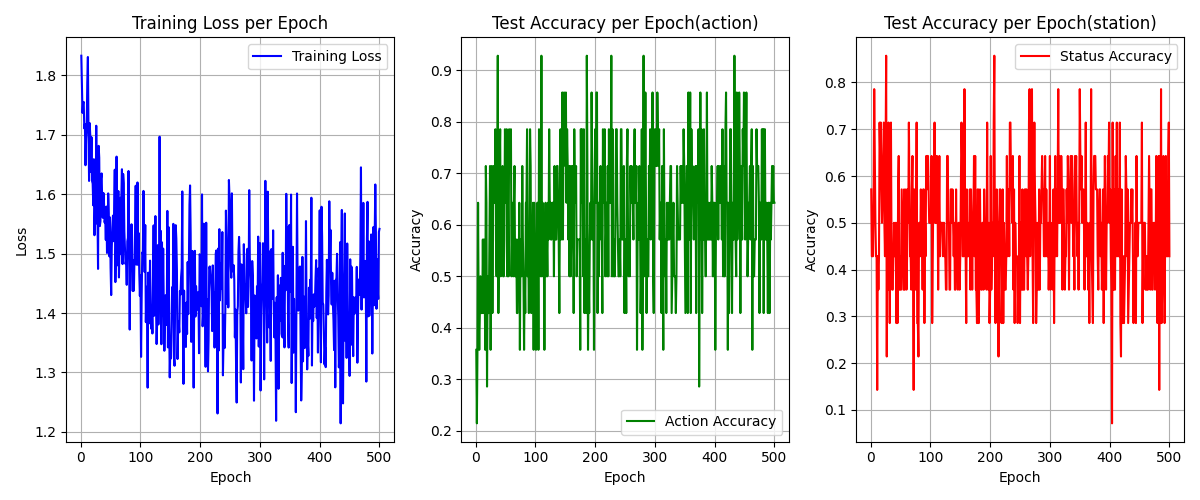 Training Loss per Epoch
Training Loss
Loss
1.8
1.7
1.6
1.5
1.4
1.3
1.2
0 100 200 300 400 500
Epoch
Test Accuracy per Epoch(action)
Action Accuracy
Accuracy
0.9
0.8
0.7
0.6
0.5
0.4
0.3
0.2
0 100 200 300 400 500
Epoch
Test Accuracy per Epoch(station)
Status Accuracy
Accuracy
0.8
0.7
0.6
0.5
0.4
0.3
0.2
0.1
0 100 200 300 400 500
Epoch